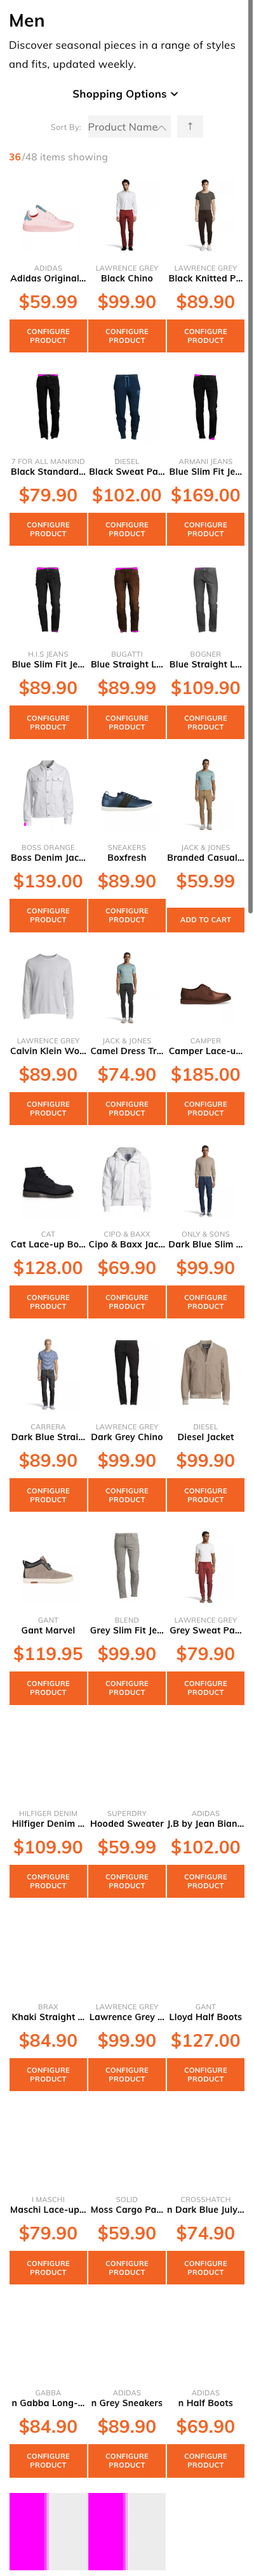 Men
Discover seasonal pieces in a range of styles
and fits, updated weekly.
Shopping Options
Sort By: Product Name ↑
36/48 items showing
ADIDAS LAWRENCE GREY LAWRENCE GREY
Adidas Original... Black Chino Black Knitted P...
$59.99 $99.90 $89.90
CONFIGURE CONFIGURE CONFIGURE
PRODUCT PRODUCT PRODUCT
7 FOR ALL MANKIND DIESEL ARMANI JEANS
Black Standard... Black Sweat Pa... Blue Slim Fit Je...
$79.90 $102.00 $169.00
CONFIGURE CONFIGURE CONFIGURE
PRODUCT PRODUCT PRODUCT
H.I.S JEANS BUGATTI BOGNER
Blue Slim Fit Je... Blue Straight L... Blue Straight L...
$89.90 $89.99 $109.90
CONFIGURE CONFIGURE CONFIGURE
PRODUCT PRODUCT PRODUCT
BOSS ORANGE SNEAKERS JACK & JONES
Boss Denim Jac... Boxfresh Branded Casual...
$139.00 $89.90 $59.99
CONFIGURE CONFIGURE ADD TO CART
PRODUCT PRODUCT
LAWRENCE GREY JACK & JONES CAMPER
Calvin Klein Wo... Camel Dress Tr... Camper Lace-u...
$89.90 $74.90 $185.00
CONFIGURE CONFIGURE CONFIGURE
PRODUCT PRODUCT PRODUCT
CAT CIPO & BAXX ONLY & SONS
Cat Lace-up Bo... Cipo & Baxx Jac... Dark Blue Slim ...
$128.00 $69.90 $99.90
CONFIGURE CONFIGURE CONFIGURE
PRODUCT PRODUCT PRODUCT
CARRERA LAWRENCE GREY DIESEL
Dark Blue Strai... Dark Grey Chino Diesel Jacket
$89.90 $99.90 $99.90
CONFIGURE CONFIGURE CONFIGURE
PRODUCT PRODUCT PRODUCT
GANT BLEND LAWRENCE GREY
Gant Marvel Grey Slim Fit Je... Grey Sweat Pa...
$119.95 $99.90 $79.90
CONFIGURE CONFIGURE CONFIGURE
PRODUCT PRODUCT PRODUCT
HILFIGER DENIM SUPERDRY ADIDAS
Hilfiger Denim ... Hooded Sweater J.B by Jean Bian...
$109.90 $59.99 $102.00
CONFIGURE CONFIGURE CONFIGURE
PRODUCT PRODUCT PRODUCT
BRAX LAWRENCE GREY GANT
Khaki Straight ... Lawrence Grey ... Lloyd Half Boots
$84.90 $99.90 $127.00
CONFIGURE CONFIGURE CONFIGURE
PRODUCT PRODUCT PRODUCT
I MASCHI SOLID CROSSHATCH
Maschi Lace-up... Moss Cargo Pa... n Dark Blue July...
$79.90 $59.90 $74.90
CONFIGURE CONFIGURE CONFIGURE
PRODUCT PRODUCT PRODUCT
GABBA ADIDAS ADIDAS
n Gabba Long-... n Grey Sneakers n Half Boots
$84.90 $89.90 $69.90
CONFIGURE CONFIGURE CONFIGURE
PRODUCT PRODUCT PRODUCT